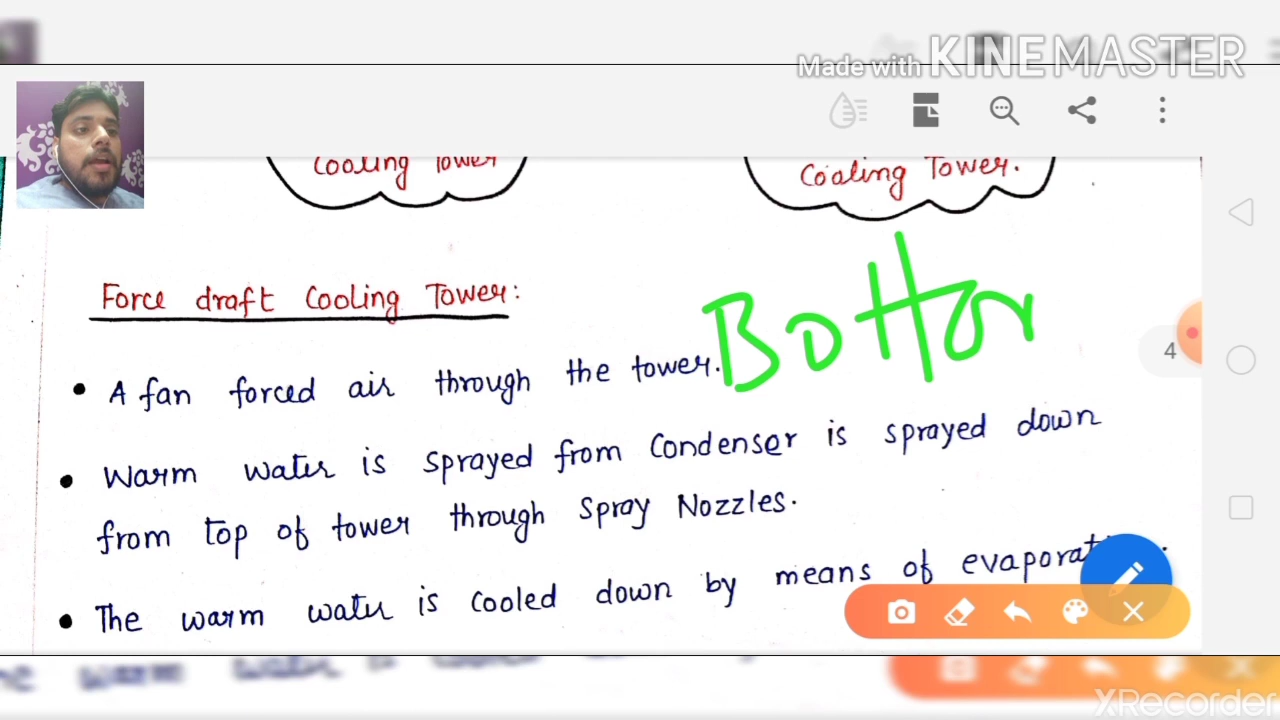 Made with KINEMASTER
Cooling Tower
Cooling Tower.
Force draft Cooling Tower:
Botto
4
A fan forced air through the tower.
Warm water is sprayed from Condenser is sprayed down
from top of tower through Spray Nozzles.
The warm water is cooled down by means of
XRecorder